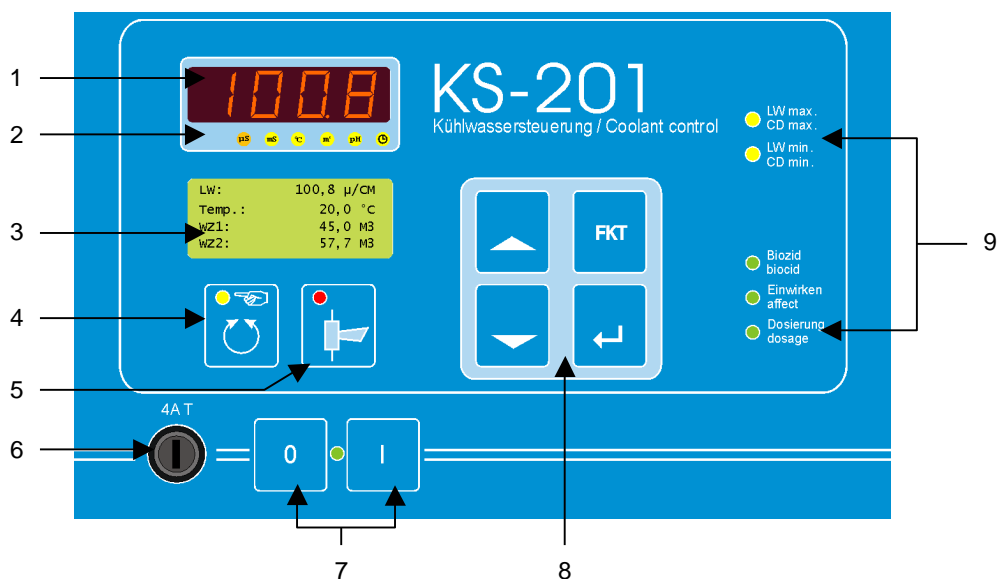 1
100.8
KS-201
Kühlwassersteuerung / Coolant control
LW max.
CD max.
LW min.
CD min.
2
µS mS °C m³ pH
3
LW: 100,8 µ/CM
Temp.: 20,0 °C
WZ1: 45,0 M3
WZ2: 57,7 M3
FKT
9
Biozid
biocid
Einwirken
affect
Dosierung
dosage
4
5
4A T
6
0
I
7
8